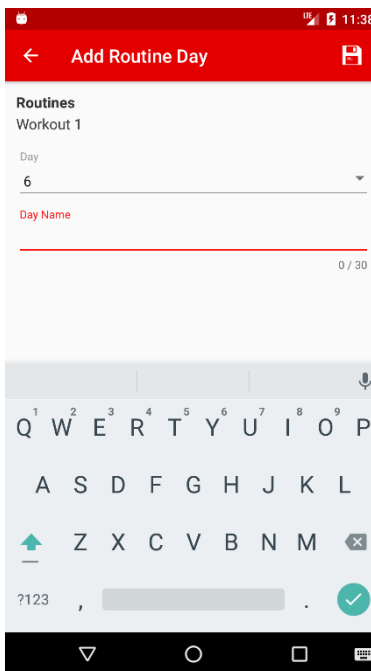 LTE 11:38
Add Routine Day
Routines
Workout 1
Day
6
Day Name
0 / 30
1 2 3 4 5 6 7 8 9
Q W E R T Y U I O P
A S D F G H J K L
Z X C V B N M
?123 , .